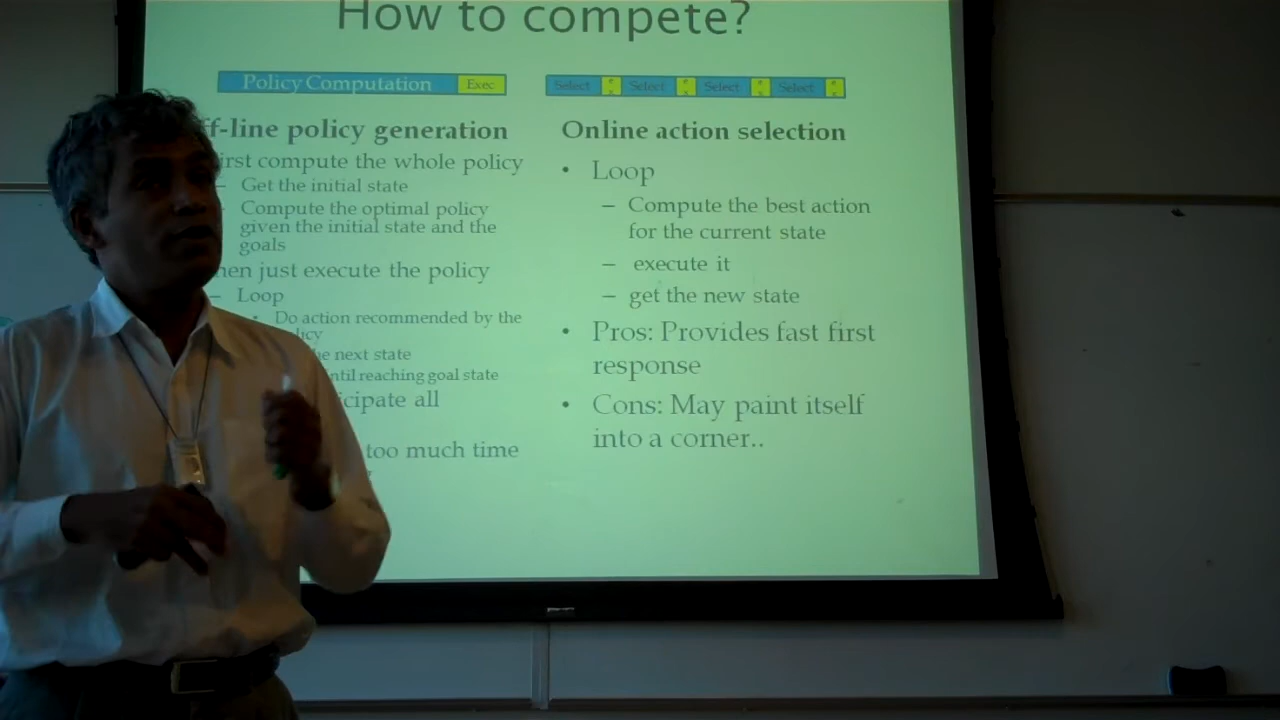 How to compete?
Policy Computation Exec
Select Select Select Select
ff-line policy generation
irst compute the whole policy
– Get the initial state
Compute the optimal policy
given the initial state and the
goals
hen just execute the policy
– Loop
• Do action recommended by the
licy
he next state
ntil reaching goal state
icipate all
too much time
Online action selection
• Loop
– Compute the best action
for the current state
– execute it
– get the new state
• Pros: Provides fast first
response
• Cons: May paint itself
into a corner..